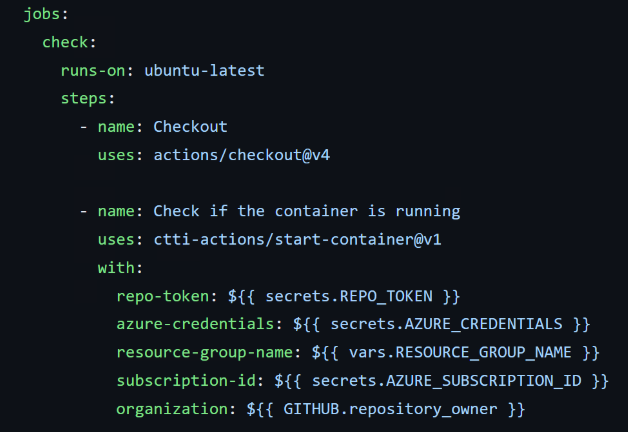 jobs:
  check:
    runs-on: ubuntu-latest
    steps:
      - name: Checkout
        uses: actions/checkout@v4

      - name: Check if the container is running
        uses: ctti-actions/start-container@v1
        with:
          repo-token: ${{ secrets.REPO_TOKEN }}
          azure-credentials: ${{ secrets.AZURE_CREDENTIALS }}
          resource-group-name: ${{ vars.RESOURCE_GROUP_NAME }}
          subscription-id: ${{ secrets.AZURE_SUBSCRIPTION_ID }}
          organization: ${{ GITHUB.repository_owner }}